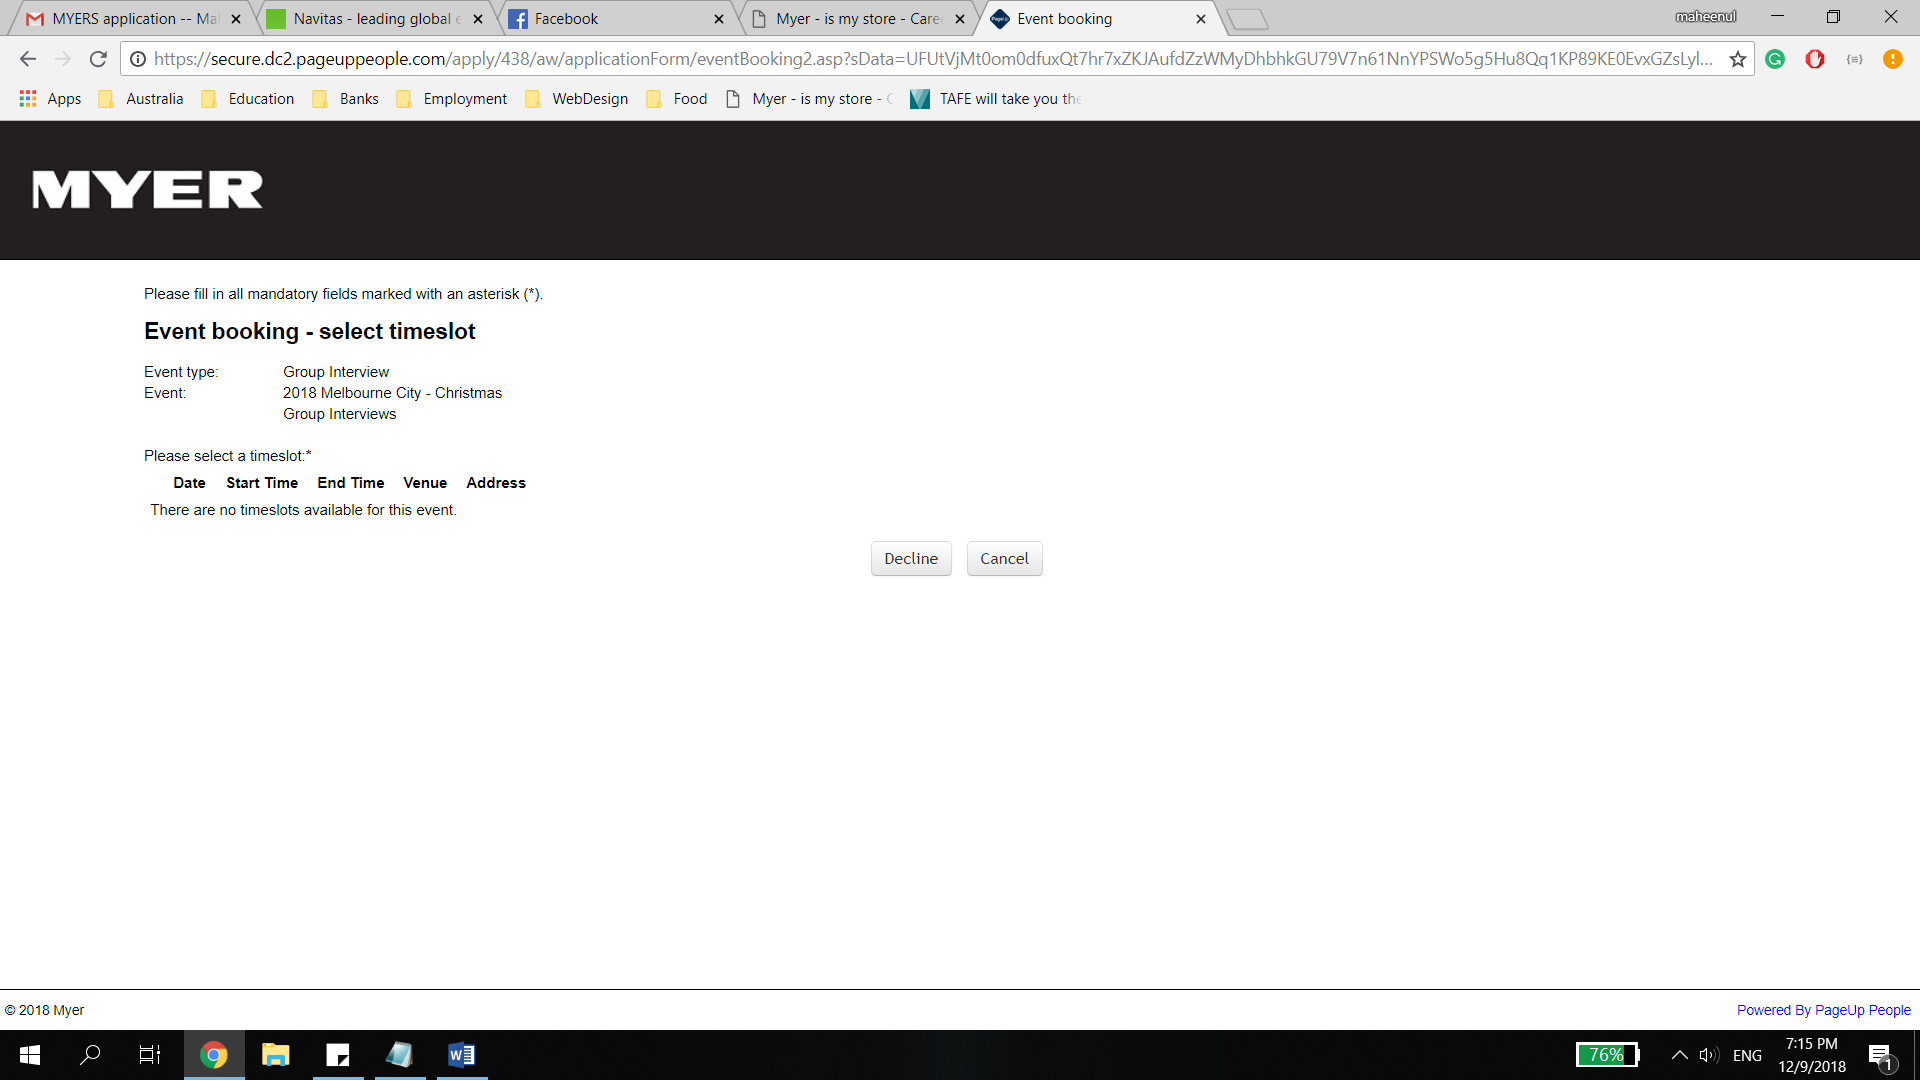 MYERS application -- Ma
Navitas - leading global e
Facebook
Myer - is my store - Care
Event booking
maheenul
https://secure.dc2.pageuppeople.com/apply/438/aw/applicationForm/eventBooking2.asp?sData=UFUtVjMt0om0dfuxQt7hr7xZKJAufdZzWMyDhbhkGU79V7n61NnYPSWo5g5Hu8Qq1KP89KE0EvxGZsLyl...
Apps
Australia
Education
Banks
Employment
WebDesign
Food
Myer - is my store - C
TAFE will take you the
MYER
Please fill in all mandatory fields marked with an asterisk (*).
Event booking - select timeslot
Event type: Group Interview
Event: 2018 Melbourne City - Christmas
Group Interviews
Please select a timeslot:*
Date Start Time End Time Venue Address
There are no timeslots available for this event.
Decline Cancel
© 2018 Myer
Powered By PageUp People
76%
ENG
7:15 PM
12/9/2018
1